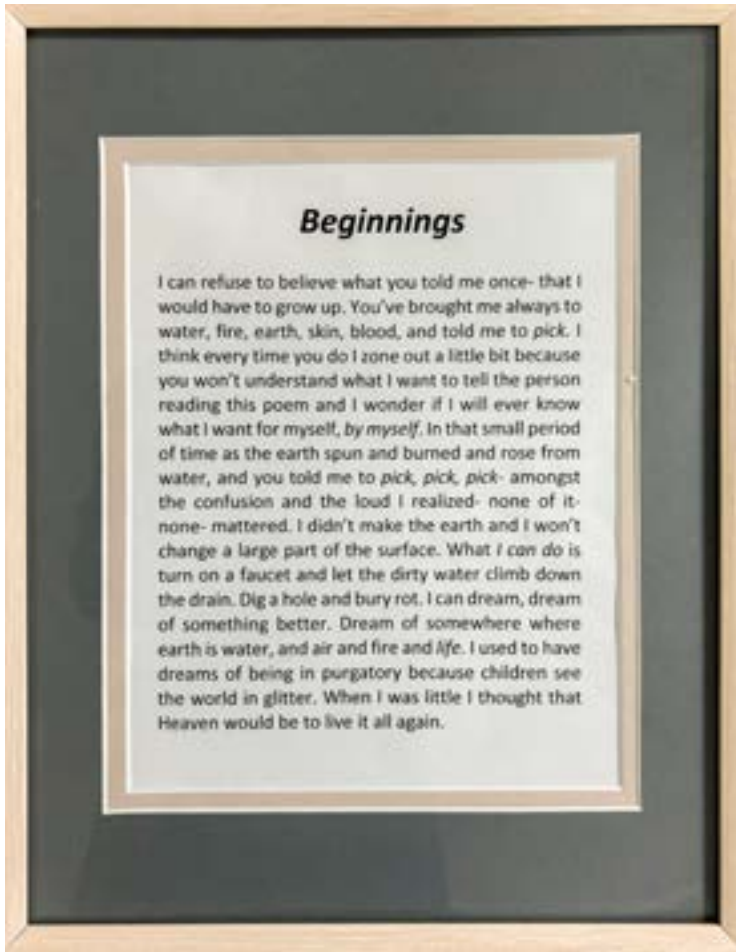 Beginnings
I can refuse to believe what you told me once- that I
would have to grow up. You've brought me always to
water, fire, earth, skin, blood, and told me to pick. I
think every time you do I zone out a little bit because
you won't understand what I want to tell the person
reading this poem and I wonder if I will ever know
what I want for myself, by myself. In that small period
of time as the earth spun and burned and rose from
water, and you told me to pick, pick, pick- amongst
the confusion and the loud I realized- none of it-
none- mattered. I didn't make the earth and I won't
change a large part of the surface. What I can do is
turn on a faucet and let the dirty water climb down
the drain. Dig a hole and bury rot. I can dream, dream
of something better. Dream of somewhere where
earth is water, and air and fire and life. I used to have
dreams of being in purgatory because children see
the world in glitter. When I was little I thought that
Heaven would be to live it all again.